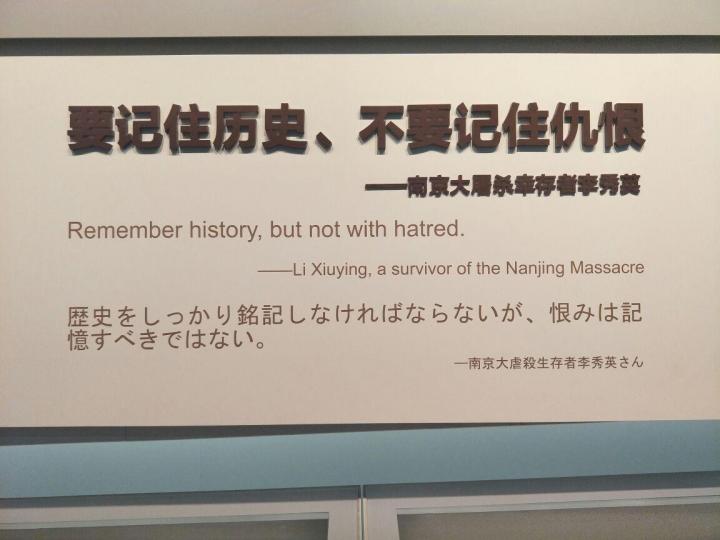 要记住历史、不要记住仇恨
——南京大屠杀幸存者李秀英
Remember history, but not with hatred.
——Li Xiuying, a survivor of the Nanjing Massacre
歴史をしっかり銘記しなければならないが、恨みは記
憶すべきではない。
—南京大虐殺生存者李秀英さん